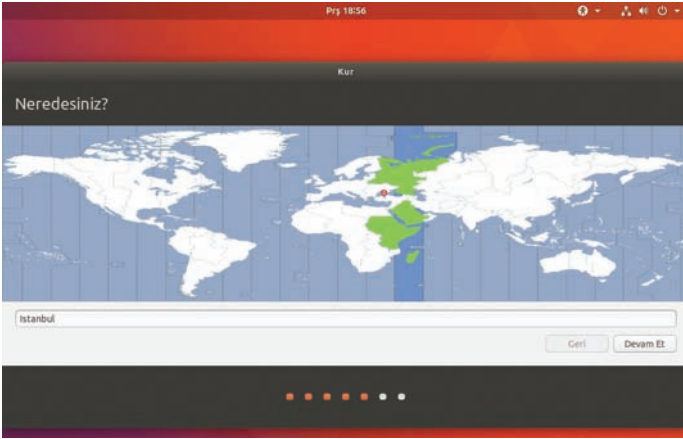 Prş 18:56
Kur
Neredesiniz?
Istanbul
Geri
Devam Et